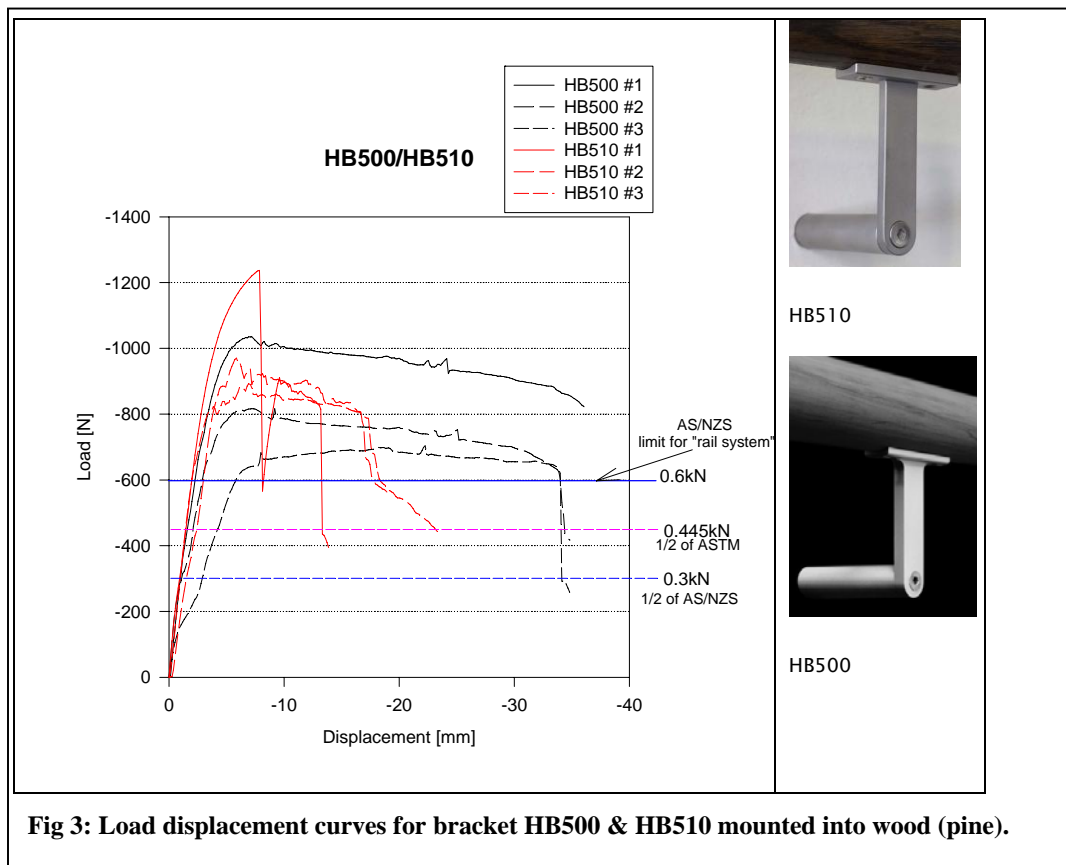 HB500 #1
HB500 #2
HB500 #3
HB510 #1
HB510 #2
HB510 #3
HB500/HB510
-1400
-1200
-1000
-800
-600
-400
-200
0
Load [N]
0
-10
-20
-30
-40
Displacement [mm]
AS/NZS
limit for "rail system"
0.6kN
0.445kN
1/2 of ASTM
0.3kN
1/2 of AS/NZS
HB510
HB500
Fig 3: Load displacement curves for bracket HB500 & HB510 mounted into wood (pine).